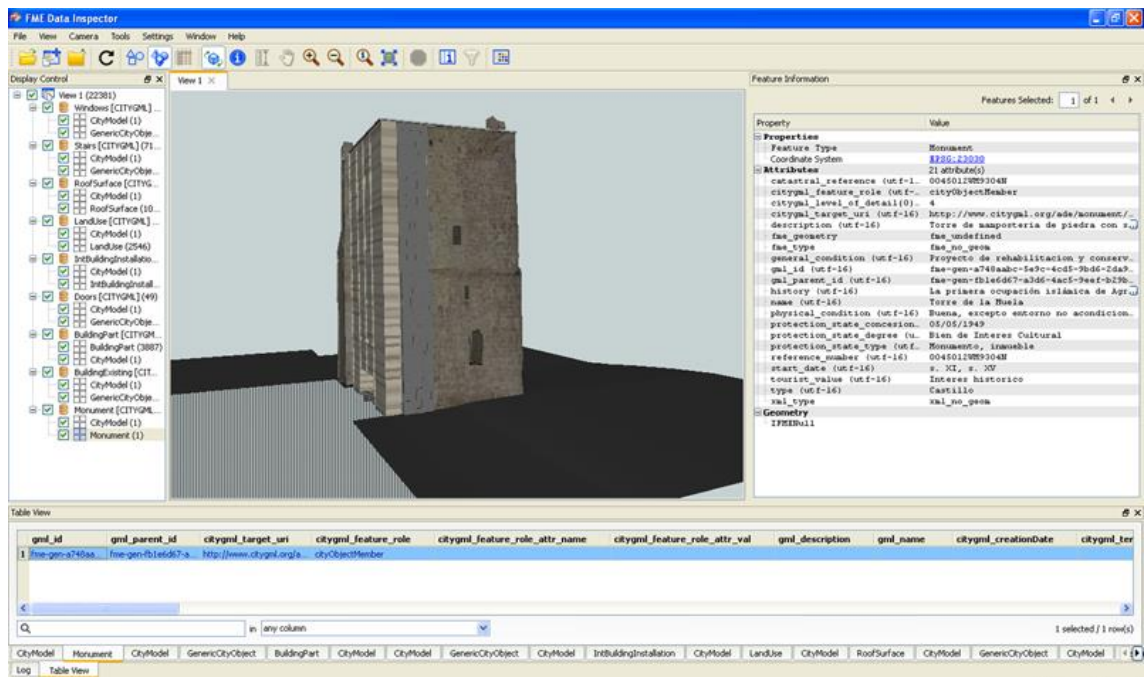 FME Data Inspector
File View Camera Tools Settings Window Help
Display Control
View 1
View 1 (22381)
Windows [CITYGML] ...
CityModel (1)
GenericCityObje...
Stairs [CITYGML] (71...
CityModel (1)
GenericCityObje...
RoofSurface [CITYG...
CityModel (1)
RoofSurface (10...
LandUse [CITYGML] ...
CityModel (1)
LandUse (2546)
IntBuildingInstallatio...
CityModel (1)
IntBuildingInstall...
Doors [CITYGML] (49)
CityModel (1)
GenericCityObje...
BuildingPart [CITYGM...
BuildingPart (3887)
CityModel (1)
BuildingExisting [CIT...
CityModel (1)
GenericCityObje...
Monument [CITYGML ...
CityModel (1)
Monument (1)
Feature Information
Features Selected: 1 of 1
Property Value
Properties
Feature Type Monument
Coordinate System EPSG:23030
Attributes 21 attribute(s)
catastral_reference (utf-1... 0045012WM9304N
citygml_feature_role (utf-... cityObjectMember
citygml_level_of_detail(0)... 4
citygml_target_uri (utf-16) http://www.citygml.org/ade/monument/...
description (utf-16) Torre de mamposteria de piedra con s...
fme_geometry fme_undefined
fme_type fme_no_geom
general_condition (utf-16) Proyecto de rehabilitacion y conserv...
gml_id (utf-16) fme-gen-a748aabc-5e9c-4cd5-9bd6-2da9...
gml_parent_id (utf-16) fme-gen-fb1e6d67-a3d6-4ac5-9eef-b29b...
history (utf-16) La primera ocupación islámica de Agr...
name (utf-16) Torre de la Muela
physical_condition (utf-16) Buena, excepto entorno no acondicion...
protection_state_concesion... 05/05/1949
protection_state_degree (u... Bien de Interes Cultural
protection_state_type (utf... Monumento, inmueble
reference_number (utf-16) 0045012WM9304N
start_date (utf-16) s. XI, s. XV
tourist_value (utf-16) Interes historico
type (utf-16) Castillo
xml_type xml_no_geom
Geometry
IFMENull
Table View
gml_id gml_parent_id citygml_target_uri citygml_feature_role citygml_feature_role_attr_name citygml_feature_role_attr_val gml_description gml_name citygml_creationDate citygml_ter
1 fme-gen-a748aa... fme-gen-fb1e6d67-a... http://www.citygml.org/a... cityObjectMember
in any column
1 selected / 1 row(s)
CityModel Monument CityModel GenericCityObject BuildingPart CityModel CityModel GenericCityObject CityModel IntBuildingInstallation CityModel LandUse CityModel RoofSurface CityModel GenericCityObject CityModel
Log Table View